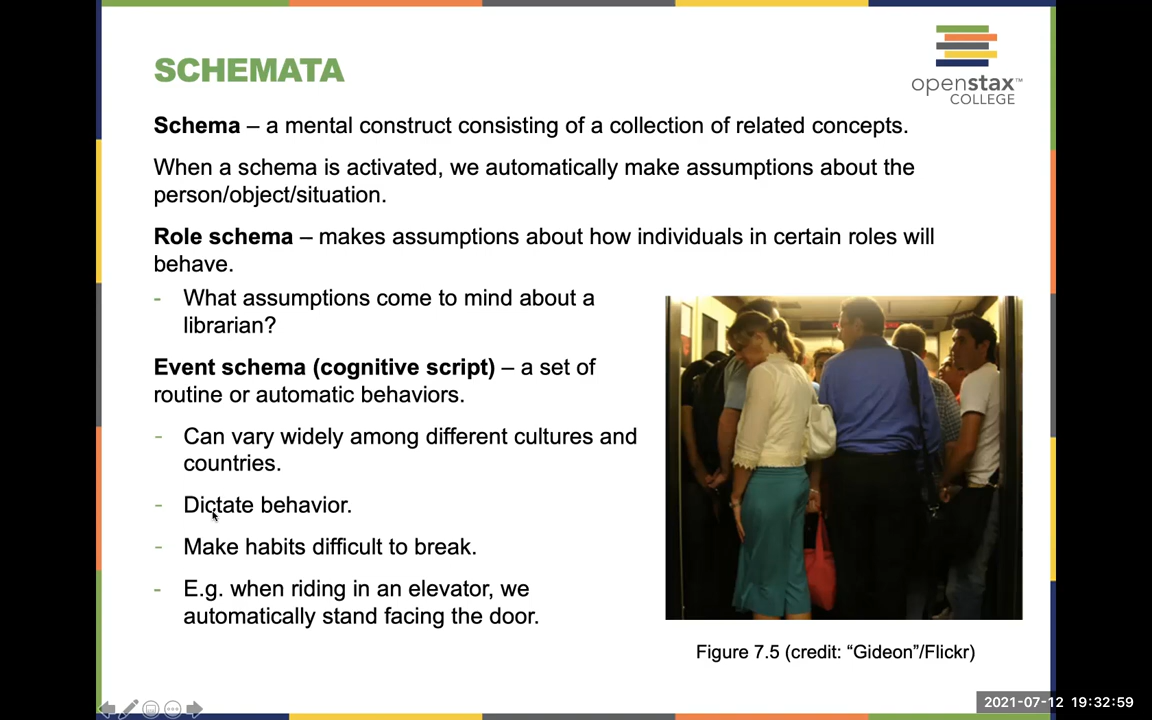 SCHEMATA
openstax™
COLLEGE
Schema – a mental construct consisting of a collection of related concepts.
When a schema is activated, we automatically make assumptions about the
person/object/situation.
Role schema – makes assumptions about how individuals in certain roles will
behave.
- What assumptions come to mind about a
librarian?
Event schema (cognitive script) – a set of
routine or automatic behaviors.
- Can vary widely among different cultures and
countries.
- Dictate behavior.
- Make habits difficult to break.
- E.g. when riding in an elevator, we
automatically stand facing the door.
Figure 7.5 (credit: “Gideon”/Flickr)
2021-07-12 19:32:59